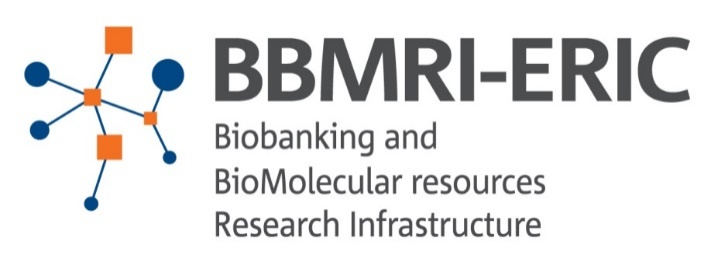 BBMRI-ERIC
Biobanking and
BioMolecular resources
Research Infrastructure